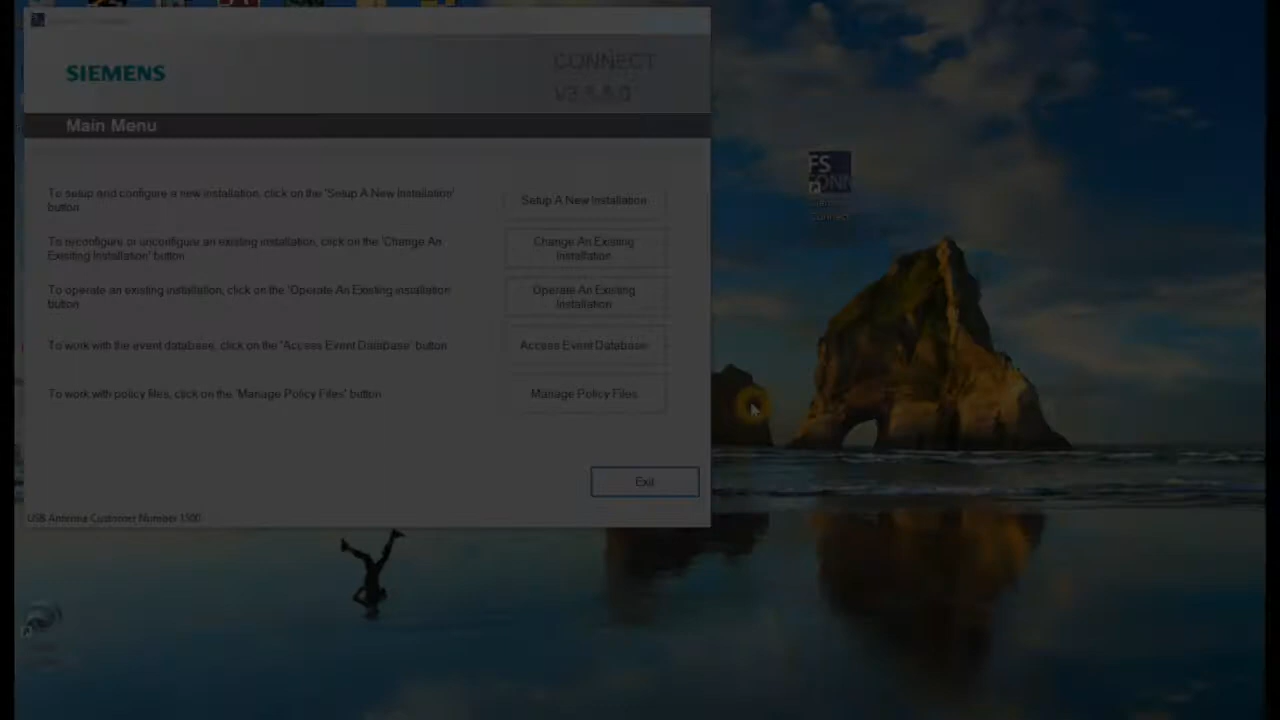 SIEMENS
CONNECT
Main Menu
To setup and configure a new installation, click on the 'Setup A New Installation'
button
Setup A New Installation
To reconfigure or unconfigure an existing installation, click on the 'Change An
Existing Installation' button
Change An Existing
Installation
To operate an existing installation, click on the 'Operate An Existing Installation'
button
Operate An Existing
Installation
To work with the event database, click on the 'Access Event Database' button
Access Event Database
To work with policy files, click on the 'Manage Policy Files' button
Manage Policy Files
Exit
USB Antenna Customer Number 1500
FS
CONN
Connect